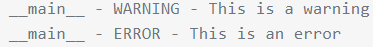 __main__ - WARNING - This is a warning
__main__ - ERROR - This is an error